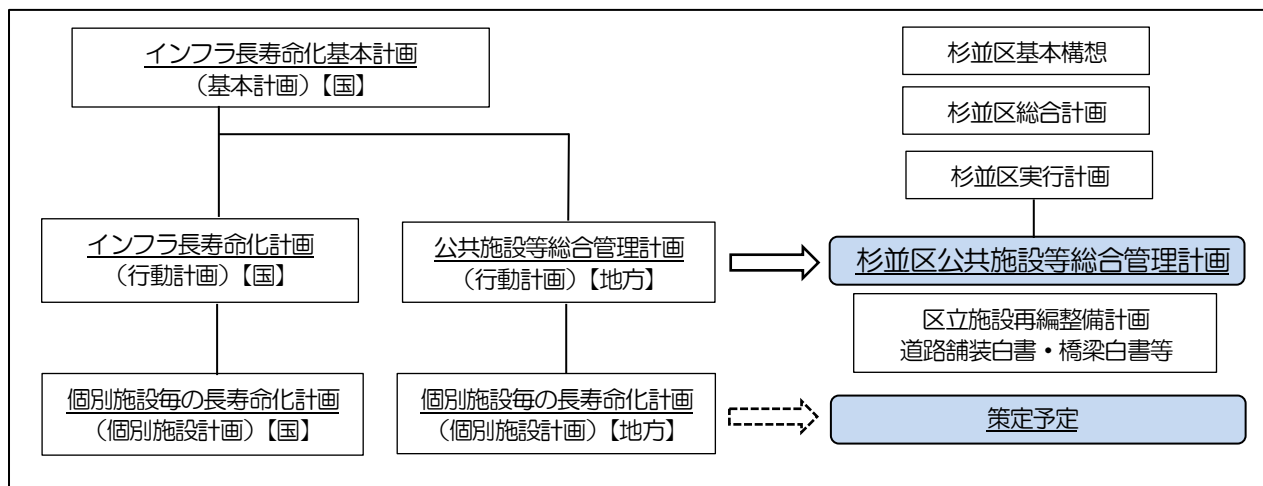 インフラ長寿命化基本計画
（基本計画）【国】
杉並区基本構想
杉並区総合計画
杉並区実行計画
インフラ長寿命化計画
（行動計画）【国】
公共施設等総合管理計画
（行動計画）【地方】
杉並区公共施設等総合管理計画
区立施設再編整備計画
道路舗装白書・橋梁白書等
個別施設毎の長寿命化計画
（個別施設計画）【国】
個別施設毎の長寿命化計画
（個別施設計画）【地方】
策定予定